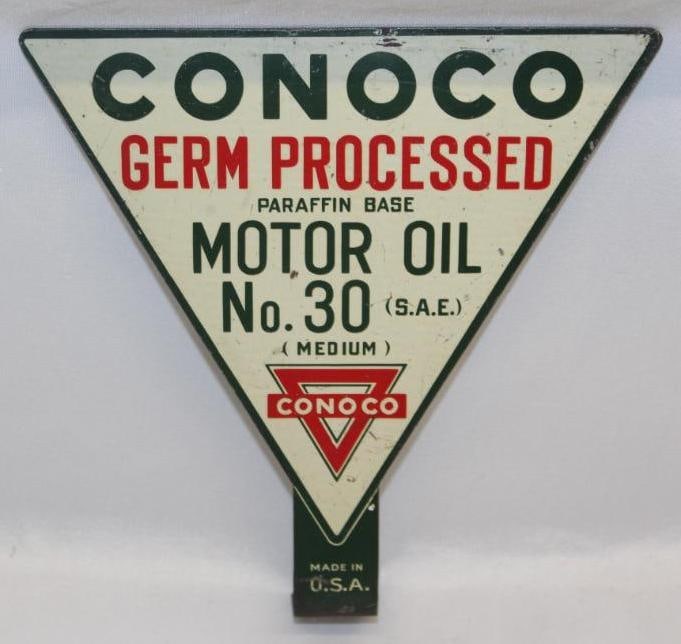 CONOCO
GERM PROCESSED
PARAFFIN BASE
MOTOR OIL
No. 30 (S.A.E.)
( MEDIUM )
CONOCO
MADE IN
U.S.A.